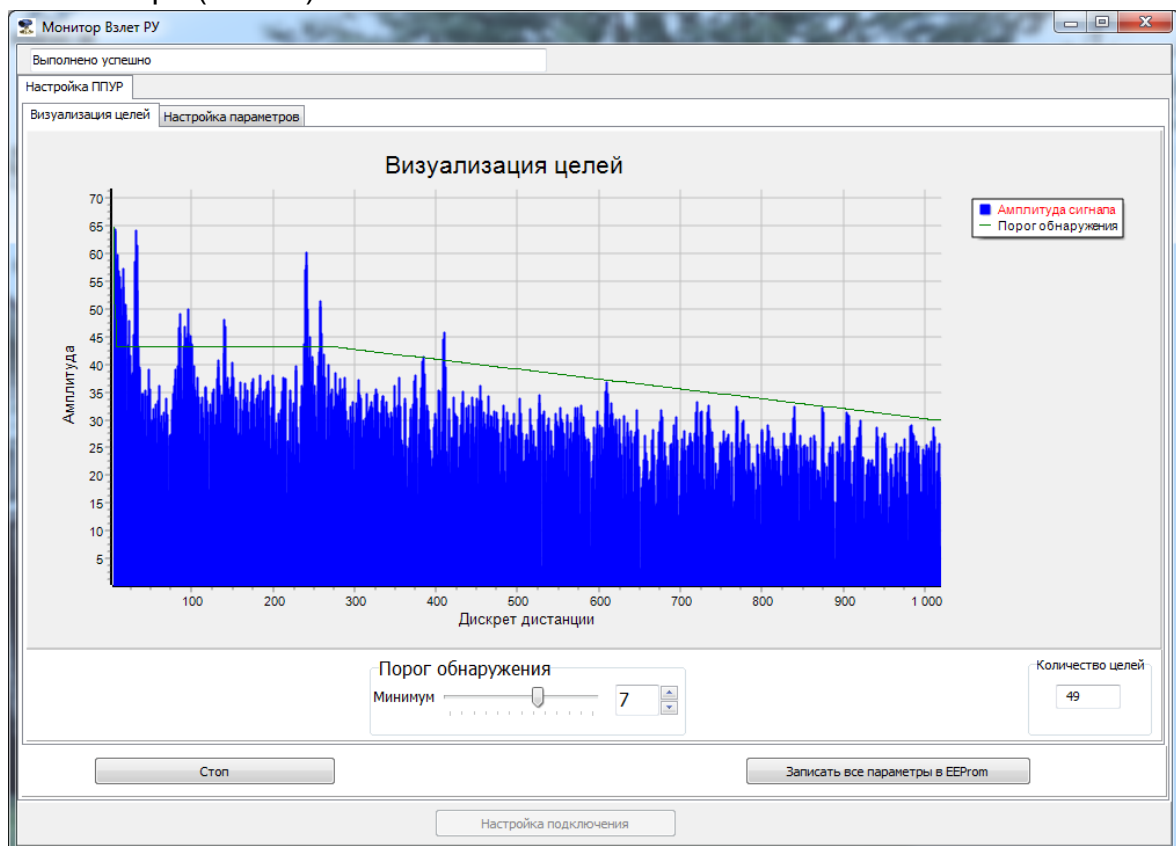 Монитор Взлет РУ
Выполнено успешно
Настройка ППУР
Визуализация целей Настройка параметров
Визуализация целей
Амплитуда сигнала
Порог обнаружения
Амплитуда
70
65
60
55
50
45
40
35
30
25
20
15
10
5
100 200 300 400 500 600 700 800 900 1 000
Дискрет дистанции
Порог обнаружения
Минимум 7
Количество целей
49
Стоп Записать все параметры в EEProm
Настройка подключения